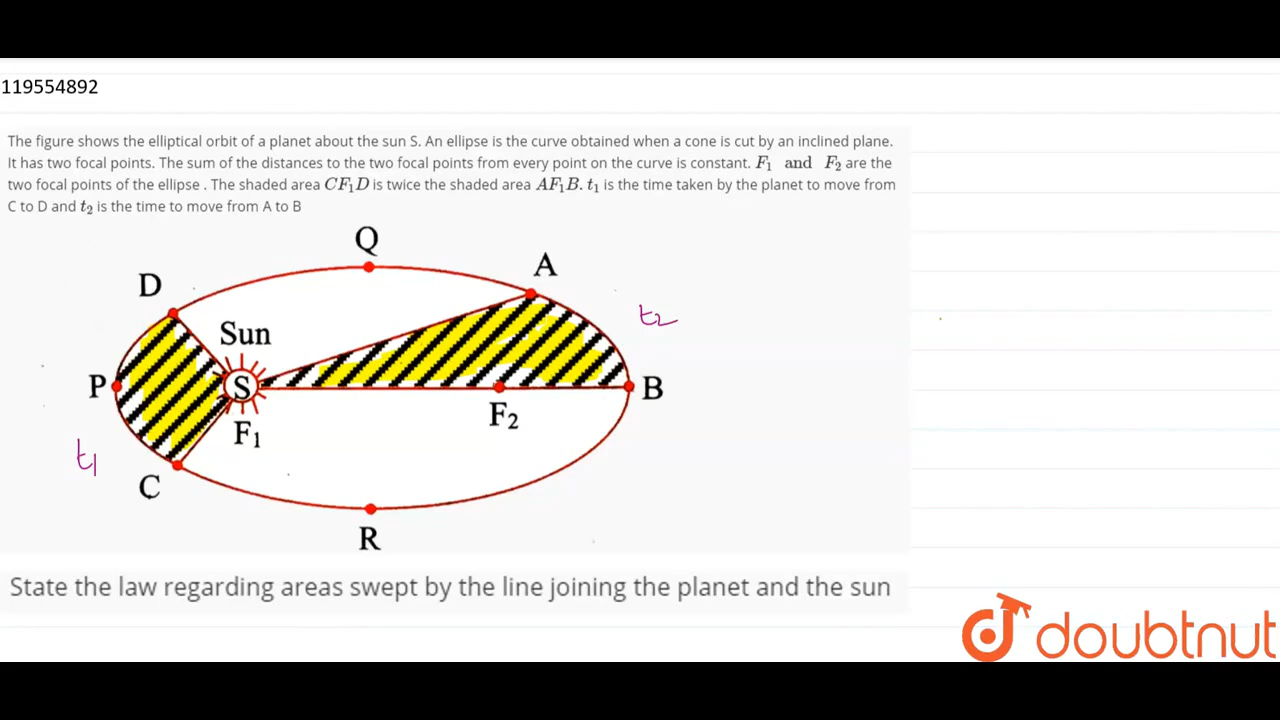 119554892
The figure shows the elliptical orbit of a planet about the sun S. An ellipse is the curve obtained when a cone is cut by an inclined plane.
It has two focal points. The sum of the distances to the two focal points from every point on the curve is constant. F₁ and F₂ are the
two focal points of the ellipse . The shaded area CF₁D is twice the shaded area AF₁B. t₁ is the time taken by the planet to move from
C to D and t₂ is the time to move from A to B
Q
A
D
t2
Sun
P
S
B
F₂
F₁
t1
C
R
State the law regarding areas swept by the line joining the planet and the sun
doubtnut